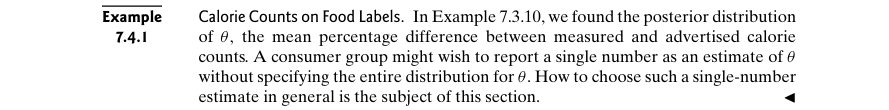 Example
7.4.1
Calorie Counts on Food Labels. In Example 7.3.10, we found the posterior distribution
of θ, the mean percentage difference between measured and advertised calorie
counts. A consumer group might wish to report a single number as an estimate of θ
without specifying the entire distribution for θ. How to choose such a single-number
estimate in general is the subject of this section. ◄